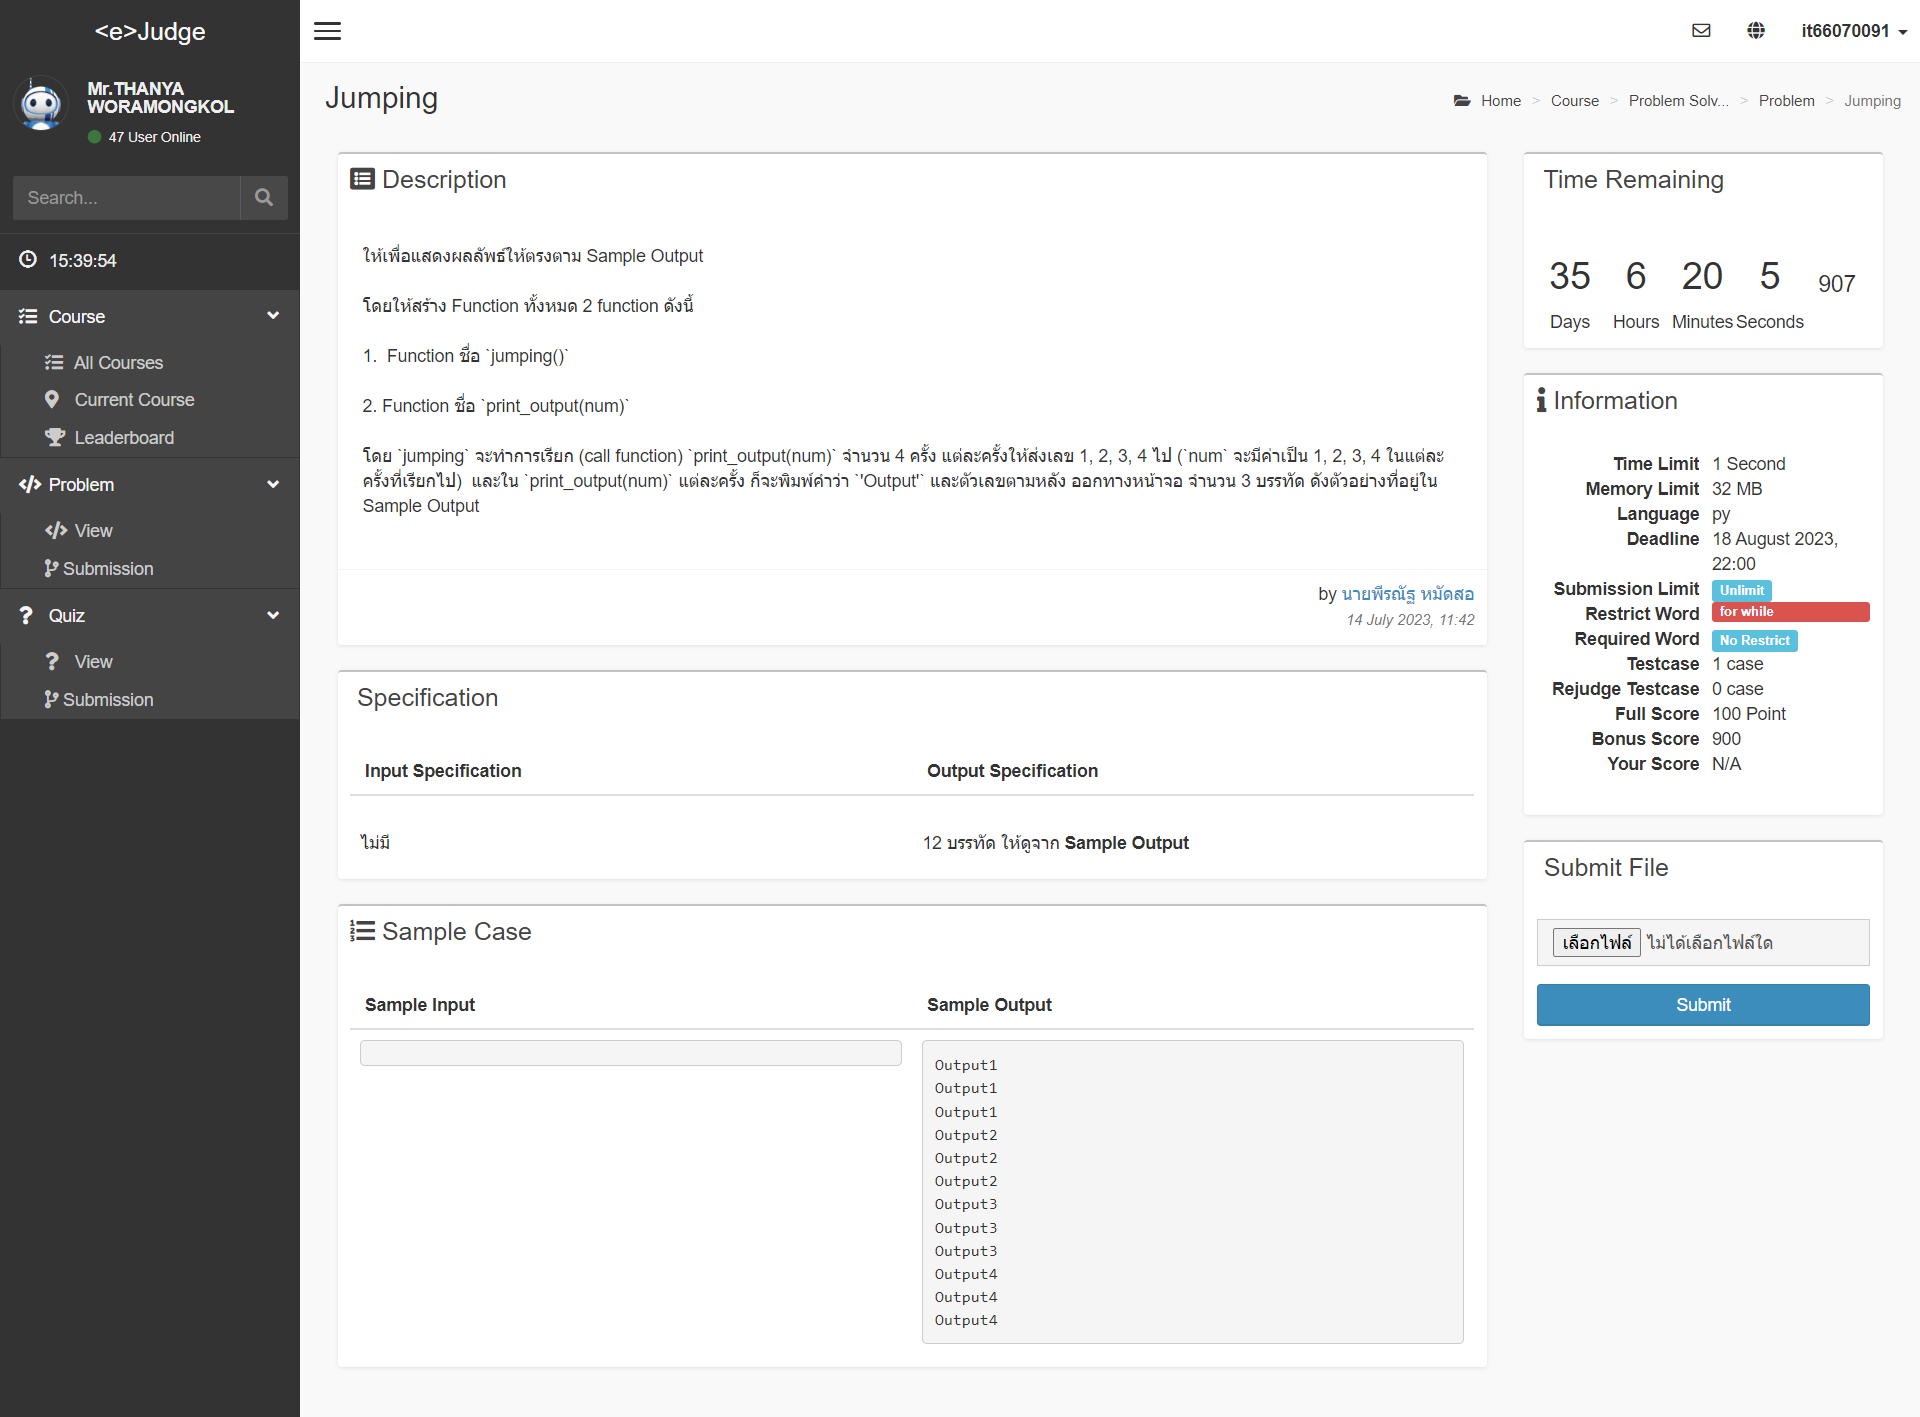 <e>Judge
Mr.THANYA
WORAMONGKOL
47 User Online
Search...
15:39:54
Course
All Courses
Current Course
Leaderboard
Problem
View
Submission
Quiz
View
Submission
it66070091
Jumping
Home > Course > Problem Solv... > Problem > Jumping
Description
ให้เพื่อแสดงผลลัพธ์ให้ตรงตาม Sample Output
โดยให้สร้าง Function ทั้งหมด 2 function ดังนี้
1. Function ชื่อ `jumping()`
2. Function ชื่อ `print_output(num)`
โดย `jumping` จะทำการเรียก (call function) `print_output(num)` จำนวน 4 ครั้ง แต่ละครั้งให้ส่งเลข 1, 2, 3, 4 ไป (`num` จะมีค่าเป็น 1, 2, 3, 4 ในแต่ละ
ครั้งที่เรียกไป) และใน `print_output(num)` แต่ละครั้ง ก็จะพิมพ์คำว่า `'Output'` และตัวเลขตามหลัง ออกทางหน้าจอ จำนวน 3 บรรทัด ดังตัวอย่างที่อยู่ใน
Sample Output
by นายพีรณัฐ หมัดสอ
14 July 2023, 11:42
Specification
Input Specification
Output Specification
ไม่มี
12 บรรทัด ให้ดูจาก Sample Output
Sample Case
Sample Input
Sample Output
Output1
Output1
Output1
Output2
Output2
Output2
Output3
Output3
Output3
Output4
Output4
Output4
Time Remaining
35 6 20 5 907
Days Hours Minutes Seconds
Information
Time Limit 1 Second
Memory Limit 32 MB
Language py
Deadline 18 August 2023,
22:00
Submission Limit Unlimit
Restrict Word for while
Required Word No Restrict
Testcase 1 case
Rejudge Testcase 0 case
Full Score 100 Point
Bonus Score 900
Your Score N/A
Submit File
เลือกไฟล์ ไม่ได้เลือกไฟล์ใด
Submit